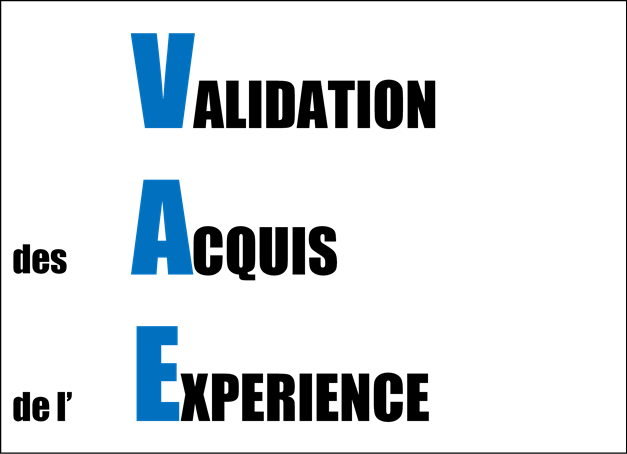 VALIDATION
des ACQUIS
de l’ EXPERIENCE